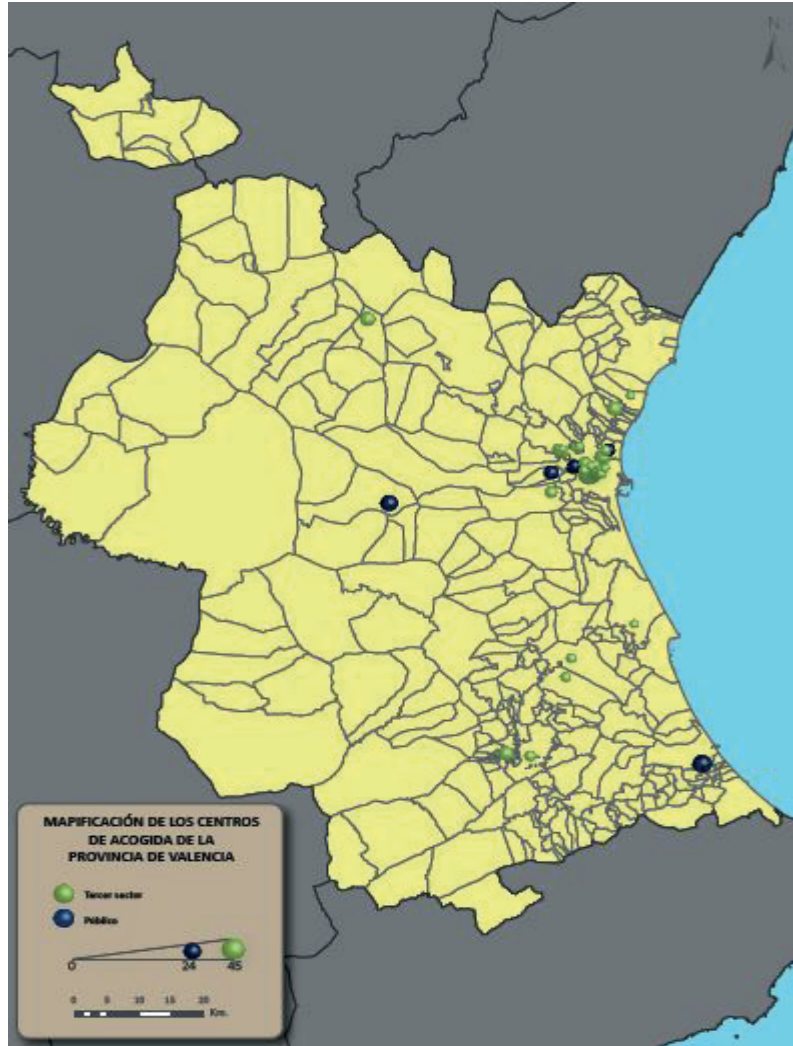 N
MAPIFICACIÓN DE LOS CENTROS
DE ACOGIDA DE LA
PROVINCIA DE VALENCIA
Tercer sector
Público
0 24 45
0 5 10 15 20
Km.